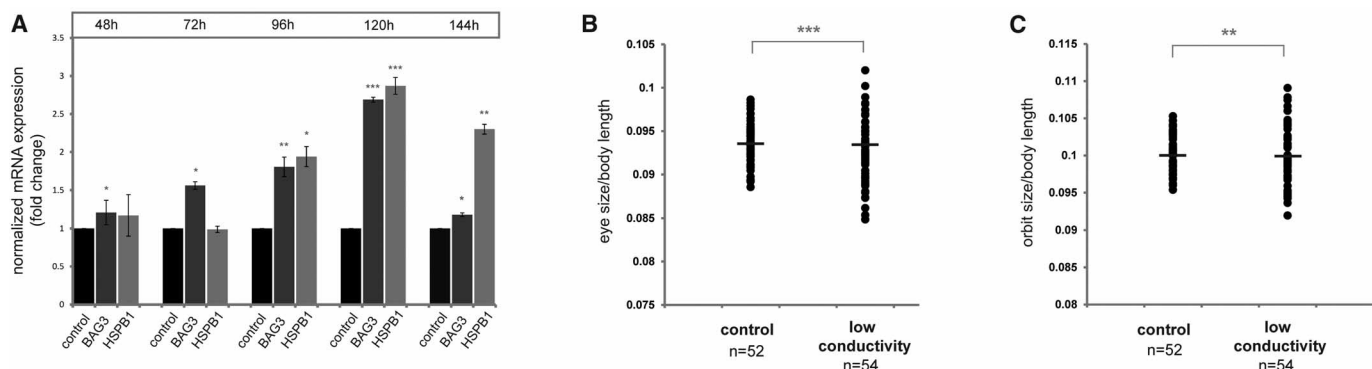 A
48h 72h 96h 120h 144h
normalized mRNA expression
(fold change)
3.5
3
2.5
2
1.5
1
0.5
0
* * ** * *** *** * **
control BAG3 HSPB1 control BAG3 HSPB1 control BAG3 HSPB1 control BAG3 HSPB1 control BAG3 HSPB1
B
***
eye size/body length
0.105
0.1
0.095
0.09
0.085
0.08
0.075
control
n=52
low
conductivity
n=54
C
**
orbit size/body length
0.115
0.11
0.105
0.1
0.095
0.09
0.085
0.08
control
n=52
low
conductivity
n=54